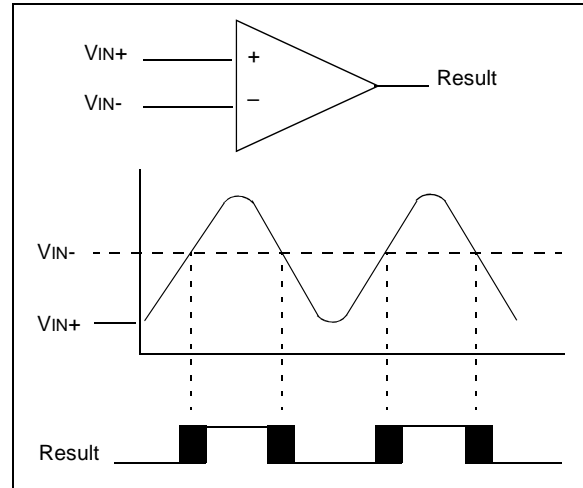 VIN+
+
Result
VIN-
–
VIN-
VIN+
Result